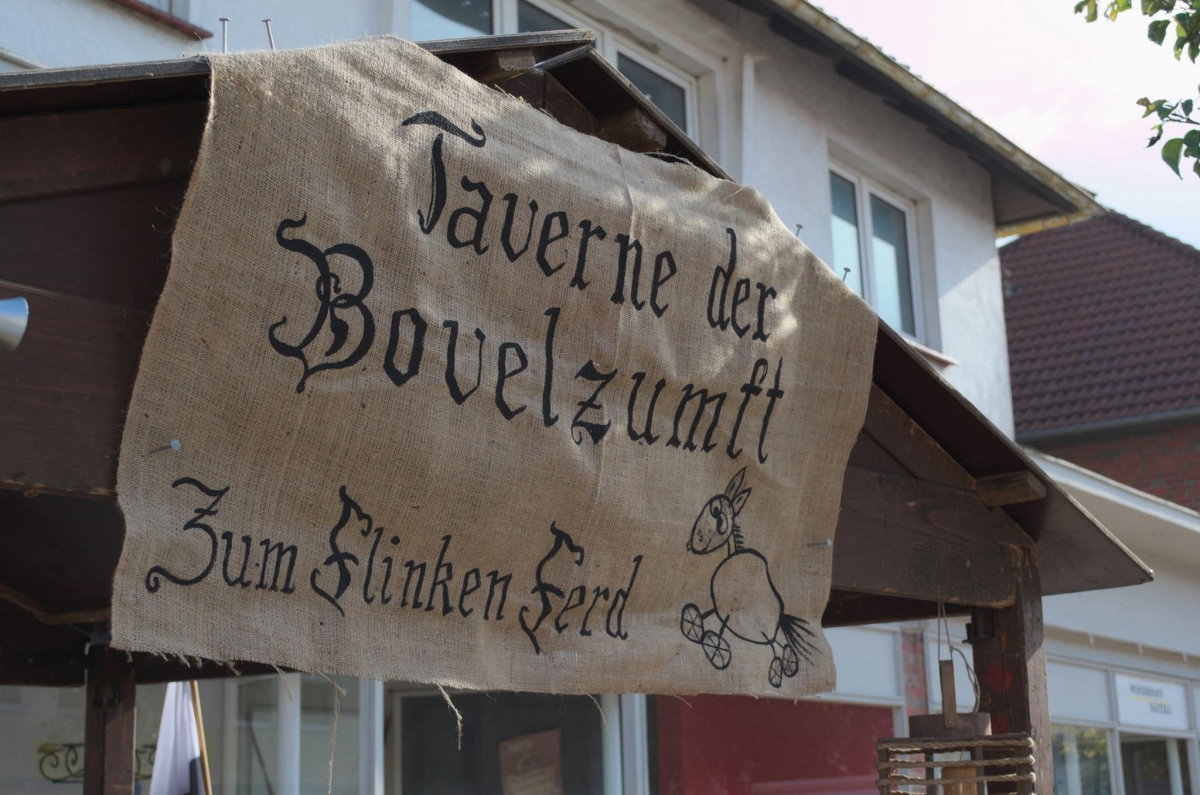 Taverne der
Bovelzumft
Zum Flinken Ferd